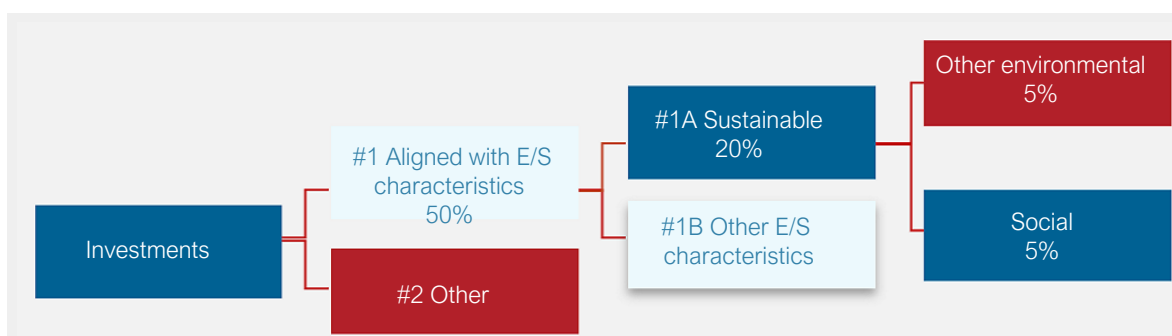 Investments
#1 Aligned with E/S
characteristics
50%
#2 Other
#1A Sustainable
20%
#1B Other E/S
characteristics
Other environmental
5%
Social
5%